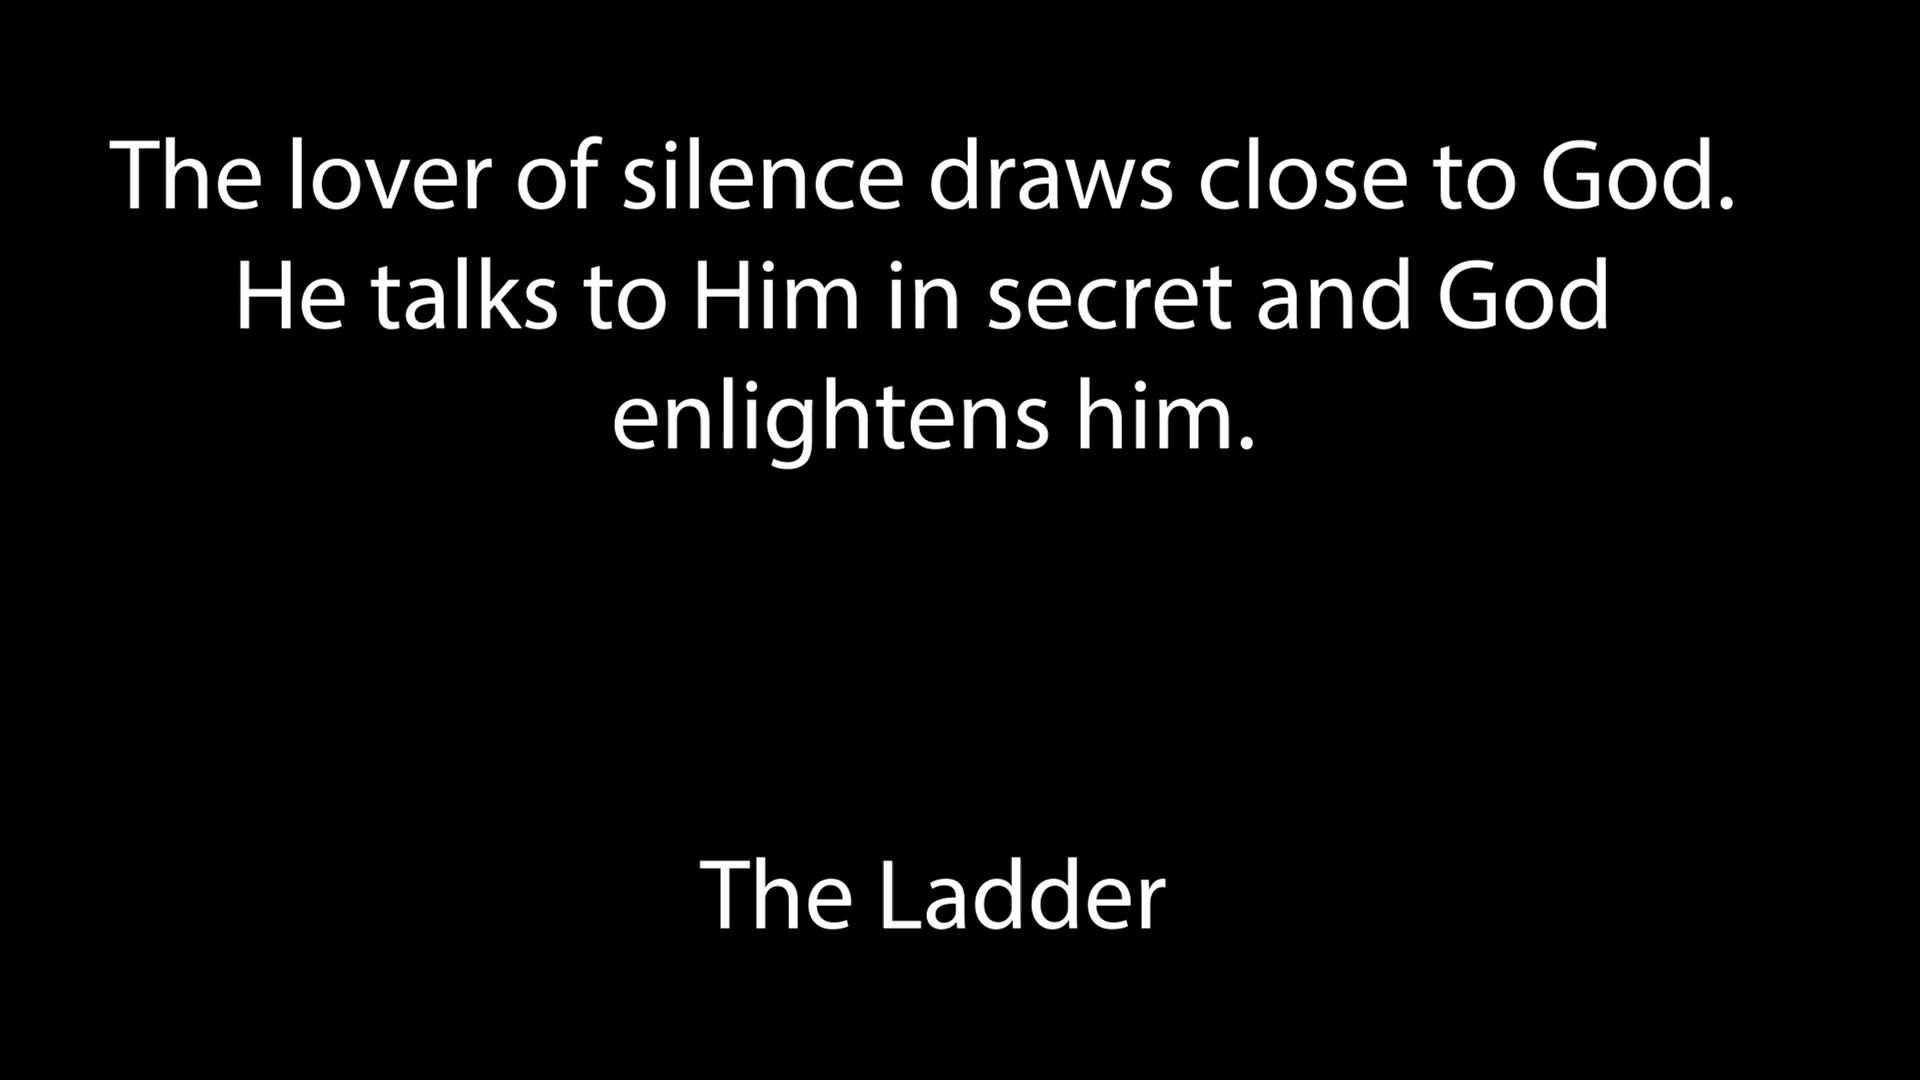 The lover of silence draws close to God.
He talks to Him in secret and God
enlightens him.
The Ladder